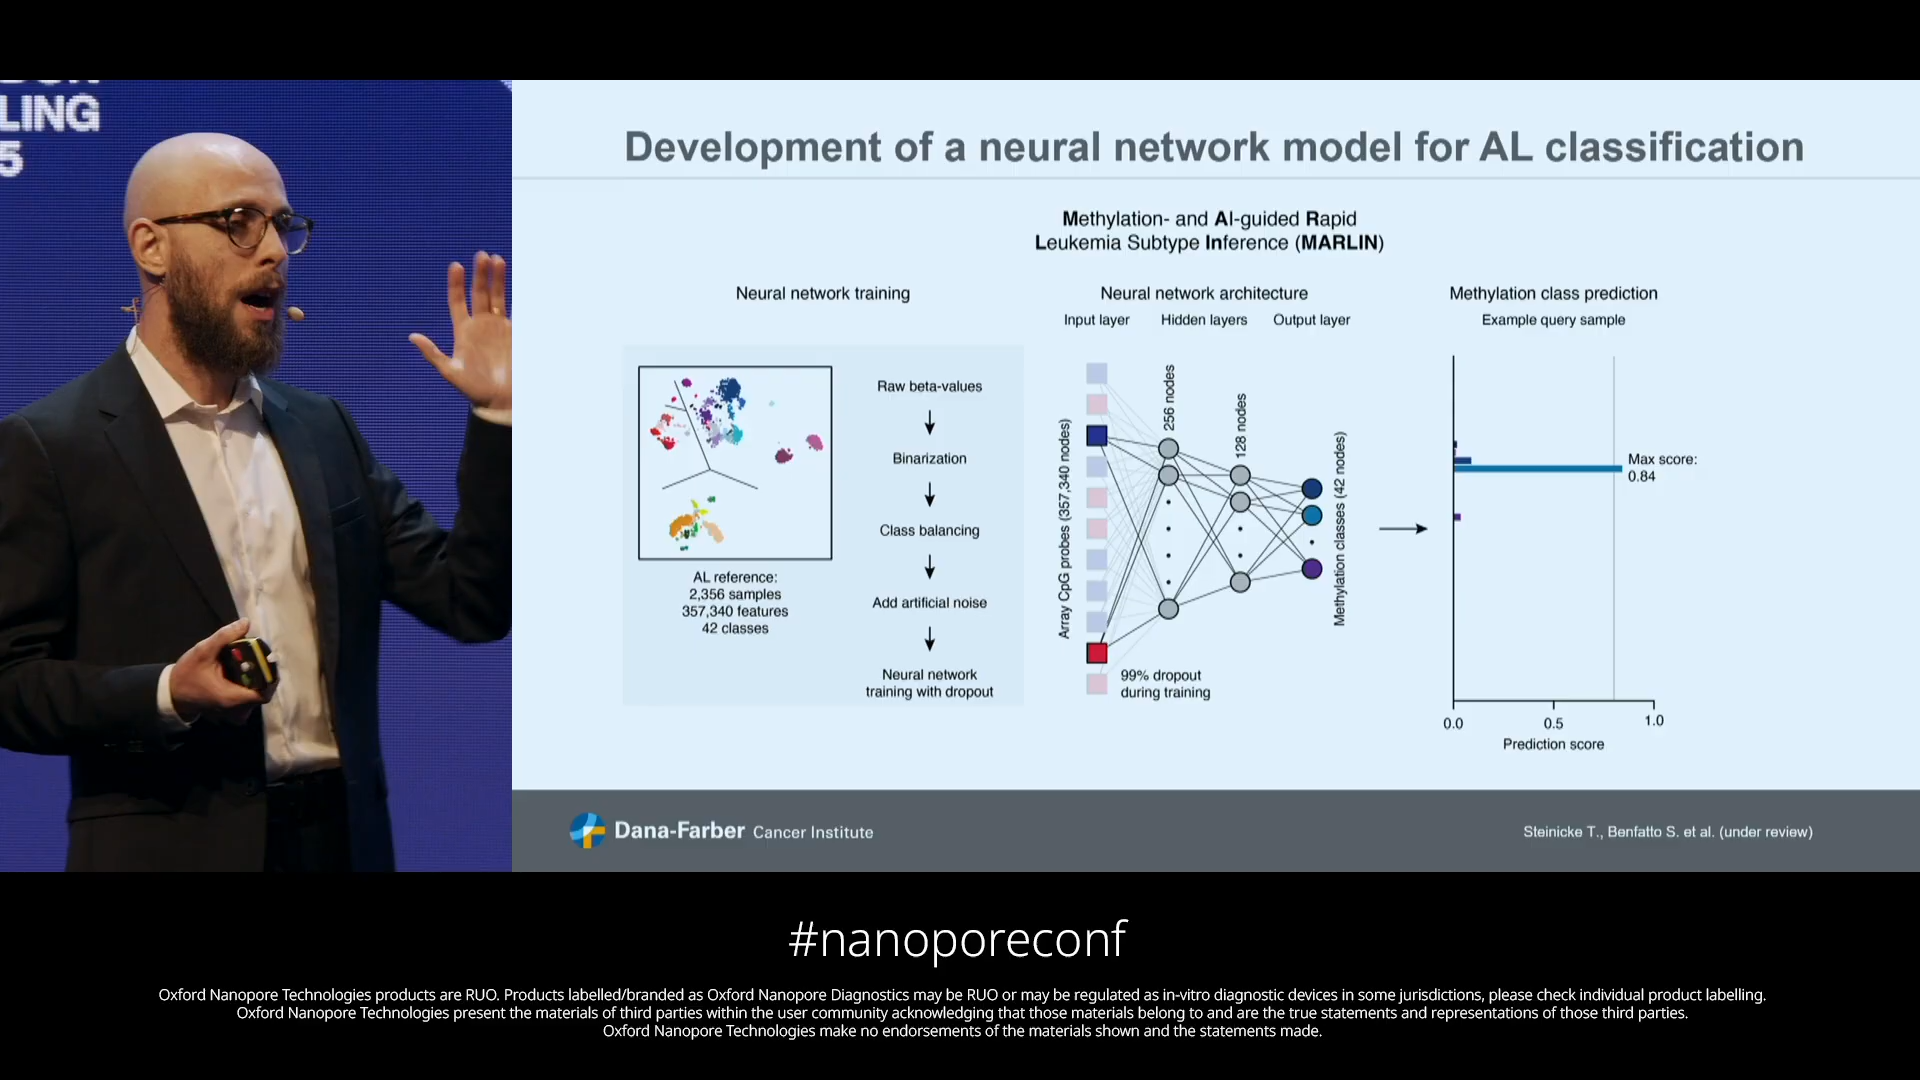 LING
5
Development of a neural network model for AL classification
Methylation- and AI-guided Rapid
Leukemia Subtype Inference (MARLIN)
Neural network training
AL reference:
2,356 samples
357,340 features
42 classes
Raw beta-values
Binarization
Class balancing
Add artificial noise
Neural network
training with dropout
Neural network architecture
Input layer
Hidden layers
Output layer
Array CpG probes (357,340 nodes)
256 nodes
128 nodes
Methylation classes (42 nodes)
99% dropout
during training
Methylation class prediction
Example query sample
Max score:
0.84
0.0 0.5 1.0
Prediction score
Dana-Farber Cancer Institute
Steinicke T., Benfatto S. et al. (under review)
#nanoporeconf
Oxford Nanopore Technologies products are RUO. Products labelled/branded as Oxford Nanopore Diagnostics may be RUO or may be regulated as in-vitro diagnostic devices in some jurisdictions, please check individual product labelling.
Oxford Nanopore Technologies present the materials of third parties within the user community acknowledging that those materials belong to and are the true statements and representations of those third parties.
Oxford Nanopore Technologies make no endorsements of the materials shown and the statements made.